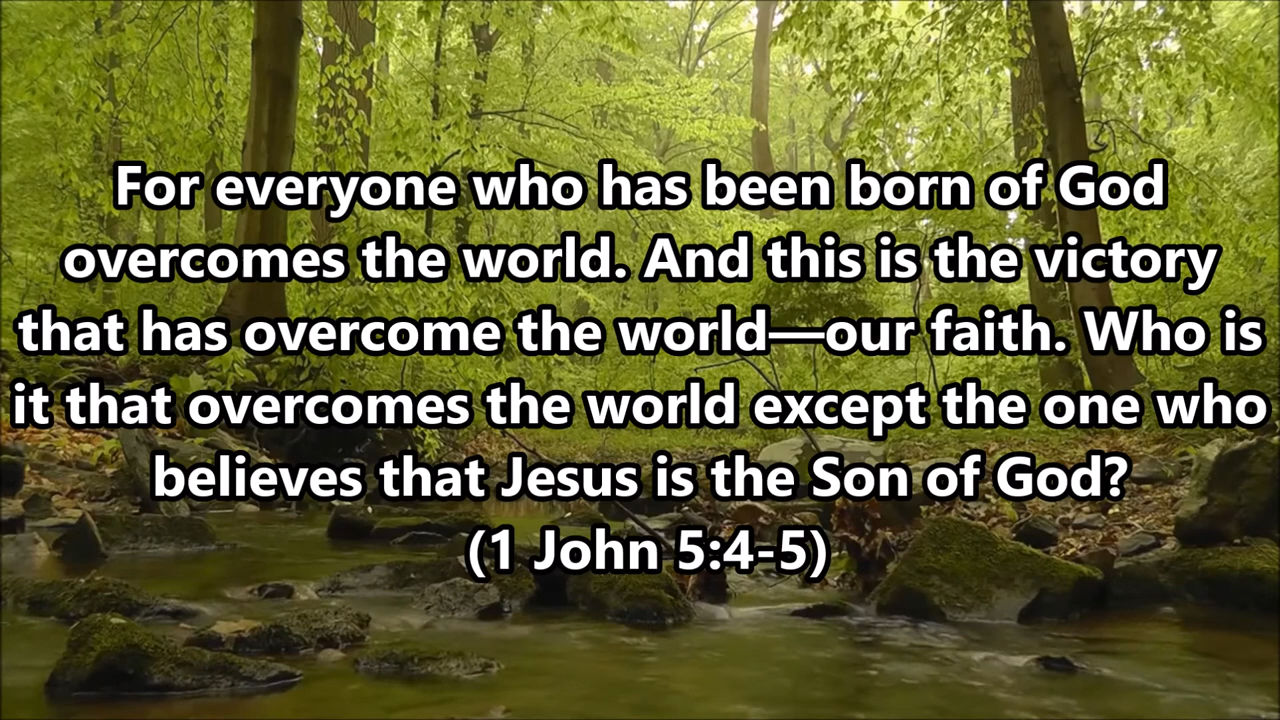 For everyone who has been born of God
overcomes the world. And this is the victory
that has overcome the world—our faith. Who is
it that overcomes the world except the one who
believes that Jesus is the Son of God?
(1 John 5:4-5)